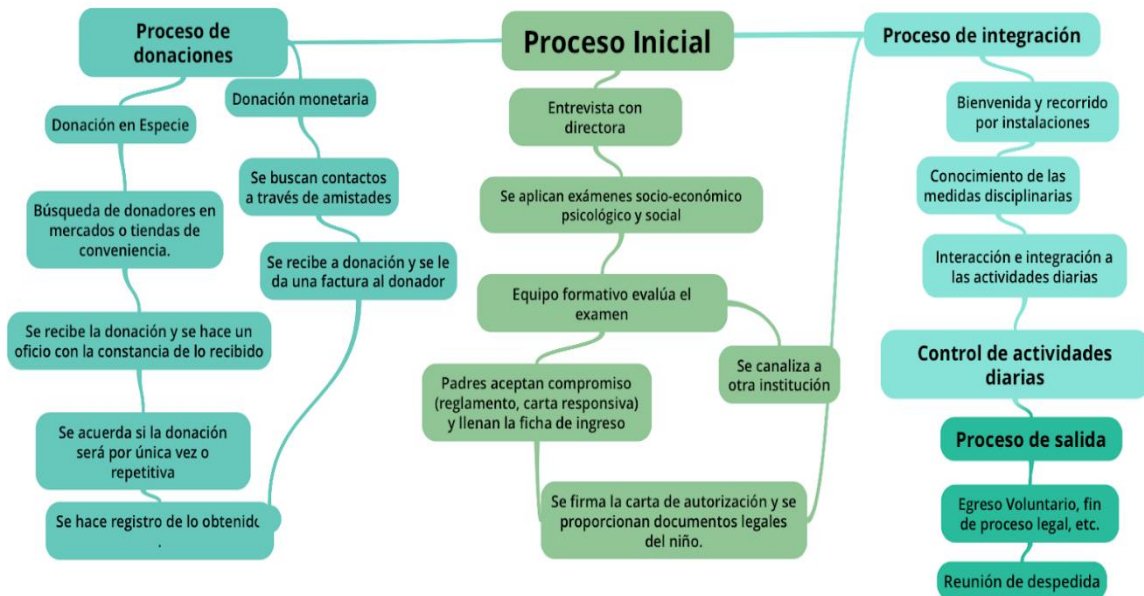 Proceso de
donaciones
Donación en Especie
Búsqueda de donadores en
mercados o tiendas de
conveniencia.
Se recibe la donación y se hace un
oficio con la constancia de lo recibido
Se acuerda si la donación
será por única vez o
repetitiva
Se hace registro de lo obtenido
.
Donación monetaria
Se buscan contactos
a través de amistades
Se recibe a donación y se le
da una factura al donador
Proceso Inicial
Entrevista con
directora
Se aplican exámenes socio-económico
psicológico y social
Equipo formativo evalúa el
examen
Se canaliza a
otra institución
Padres aceptan compromiso
(reglamento, carta responsiva)
y llenan la ficha de ingreso
Se firma la carta de autorización y se
proporcionan documentos legales
del niño.
Proceso de integración
Bienvenida y recorrido
por instalaciones
Conocimiento de las
medidas disciplinarias
Interacción e integración a
las actividades diarias
Control de actividades
diarias
Proceso de salida
Egreso Voluntario, fin
de proceso legal, etc.
Reunión de despedida